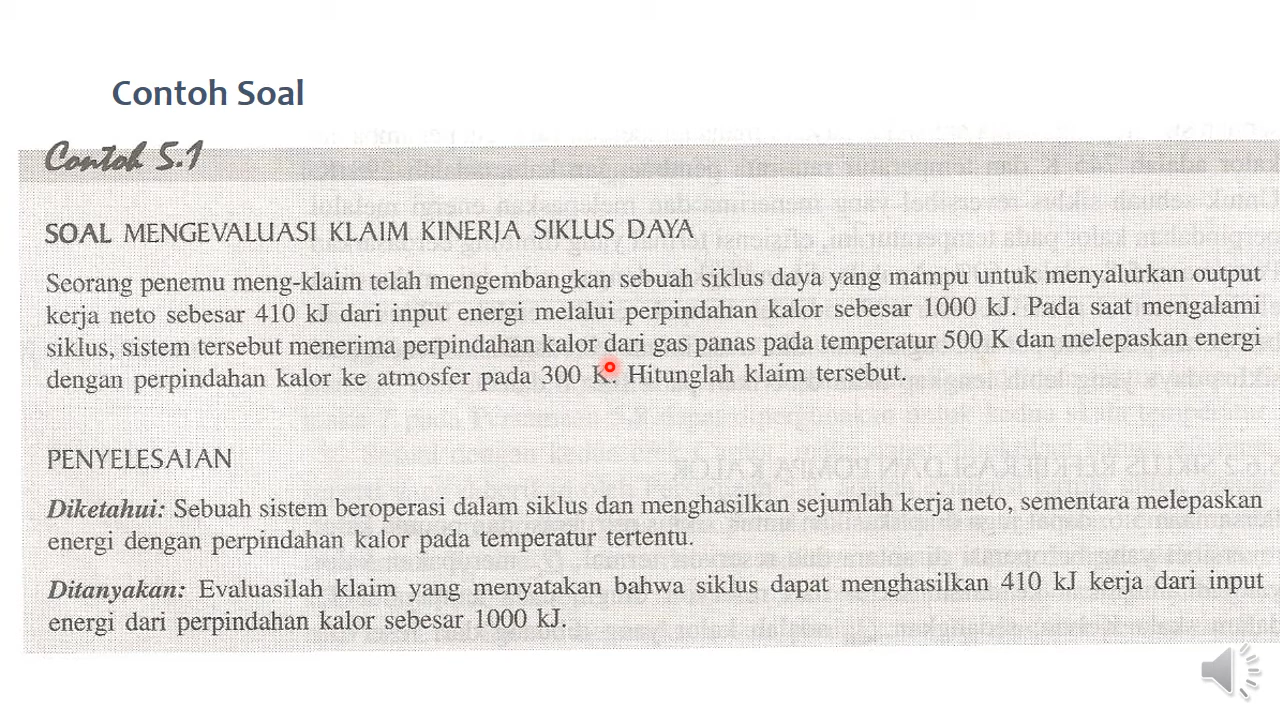 Contoh Soal
Contoh 5.1
SOAL MENGEVALUASI KLAIM KINERJA SIKLUS DAYA
Seorang penemu meng-klaim telah mengembangkan sebuah siklus daya yang mampu untuk menyalurkan output
kerja neto sebesar 410 kJ dari input energi melalui perpindahan kalor sebesar 1000 kJ. Pada saat mengalami
siklus, sistem tersebut menerima perpindahan kalor dari gas panas pada temperatur 500 K dan melepaskan energi
dengan perpindahan kalor ke atmosfer pada 300 K. Hitunglah klaim tersebut.
PENYELESAIAN
Diketahui: Sebuah sistem beroperasi dalam siklus dan menghasilkan sejumlah kerja neto, sementara melepaskan
energi dengan perpindahan kalor pada temperatur tertentu.
Ditanyakan: Evaluasilah klaim yang menyatakan bahwa siklus dapat menghasilkan 410 kJ kerja dari input
energi dari perpindahan kalor sebesar 1000 kJ.